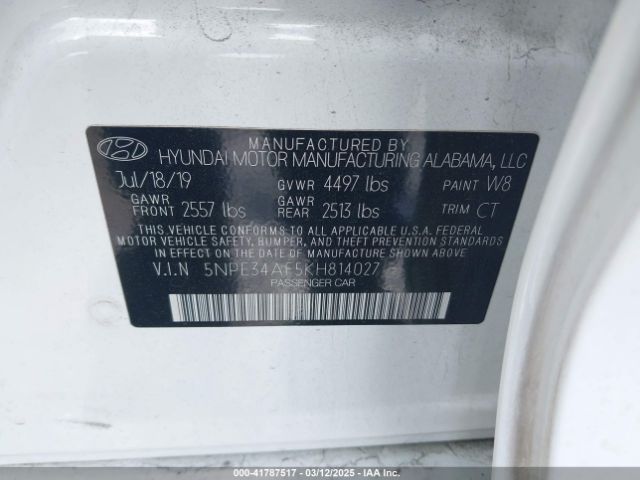 MANUFACTURED BY
HYUNDAI MOTOR MANUFACTURING ALABAMA, LLC
Jul/18/19 GVWR 4497 lbs PAINT W8
GAWR FRONT 2557 lbs GAWR REAR 2513 lbs TRIM CT
THIS VEHICLE CONFORMS TO ALL APPLICABLE U.S.A. FEDERAL
MOTOR VEHICLE SAFETY, BUMPER, AND THEFT PREVENTION STANDARDS
IN EFFECT ON THE DATE OF MANUFACTURE SHOWN ABOVE.
V.I.N 5NPE34AF5KH814027
PASSENGER CAR
00-41787517 - 03/12/2025 - IAA Inc.